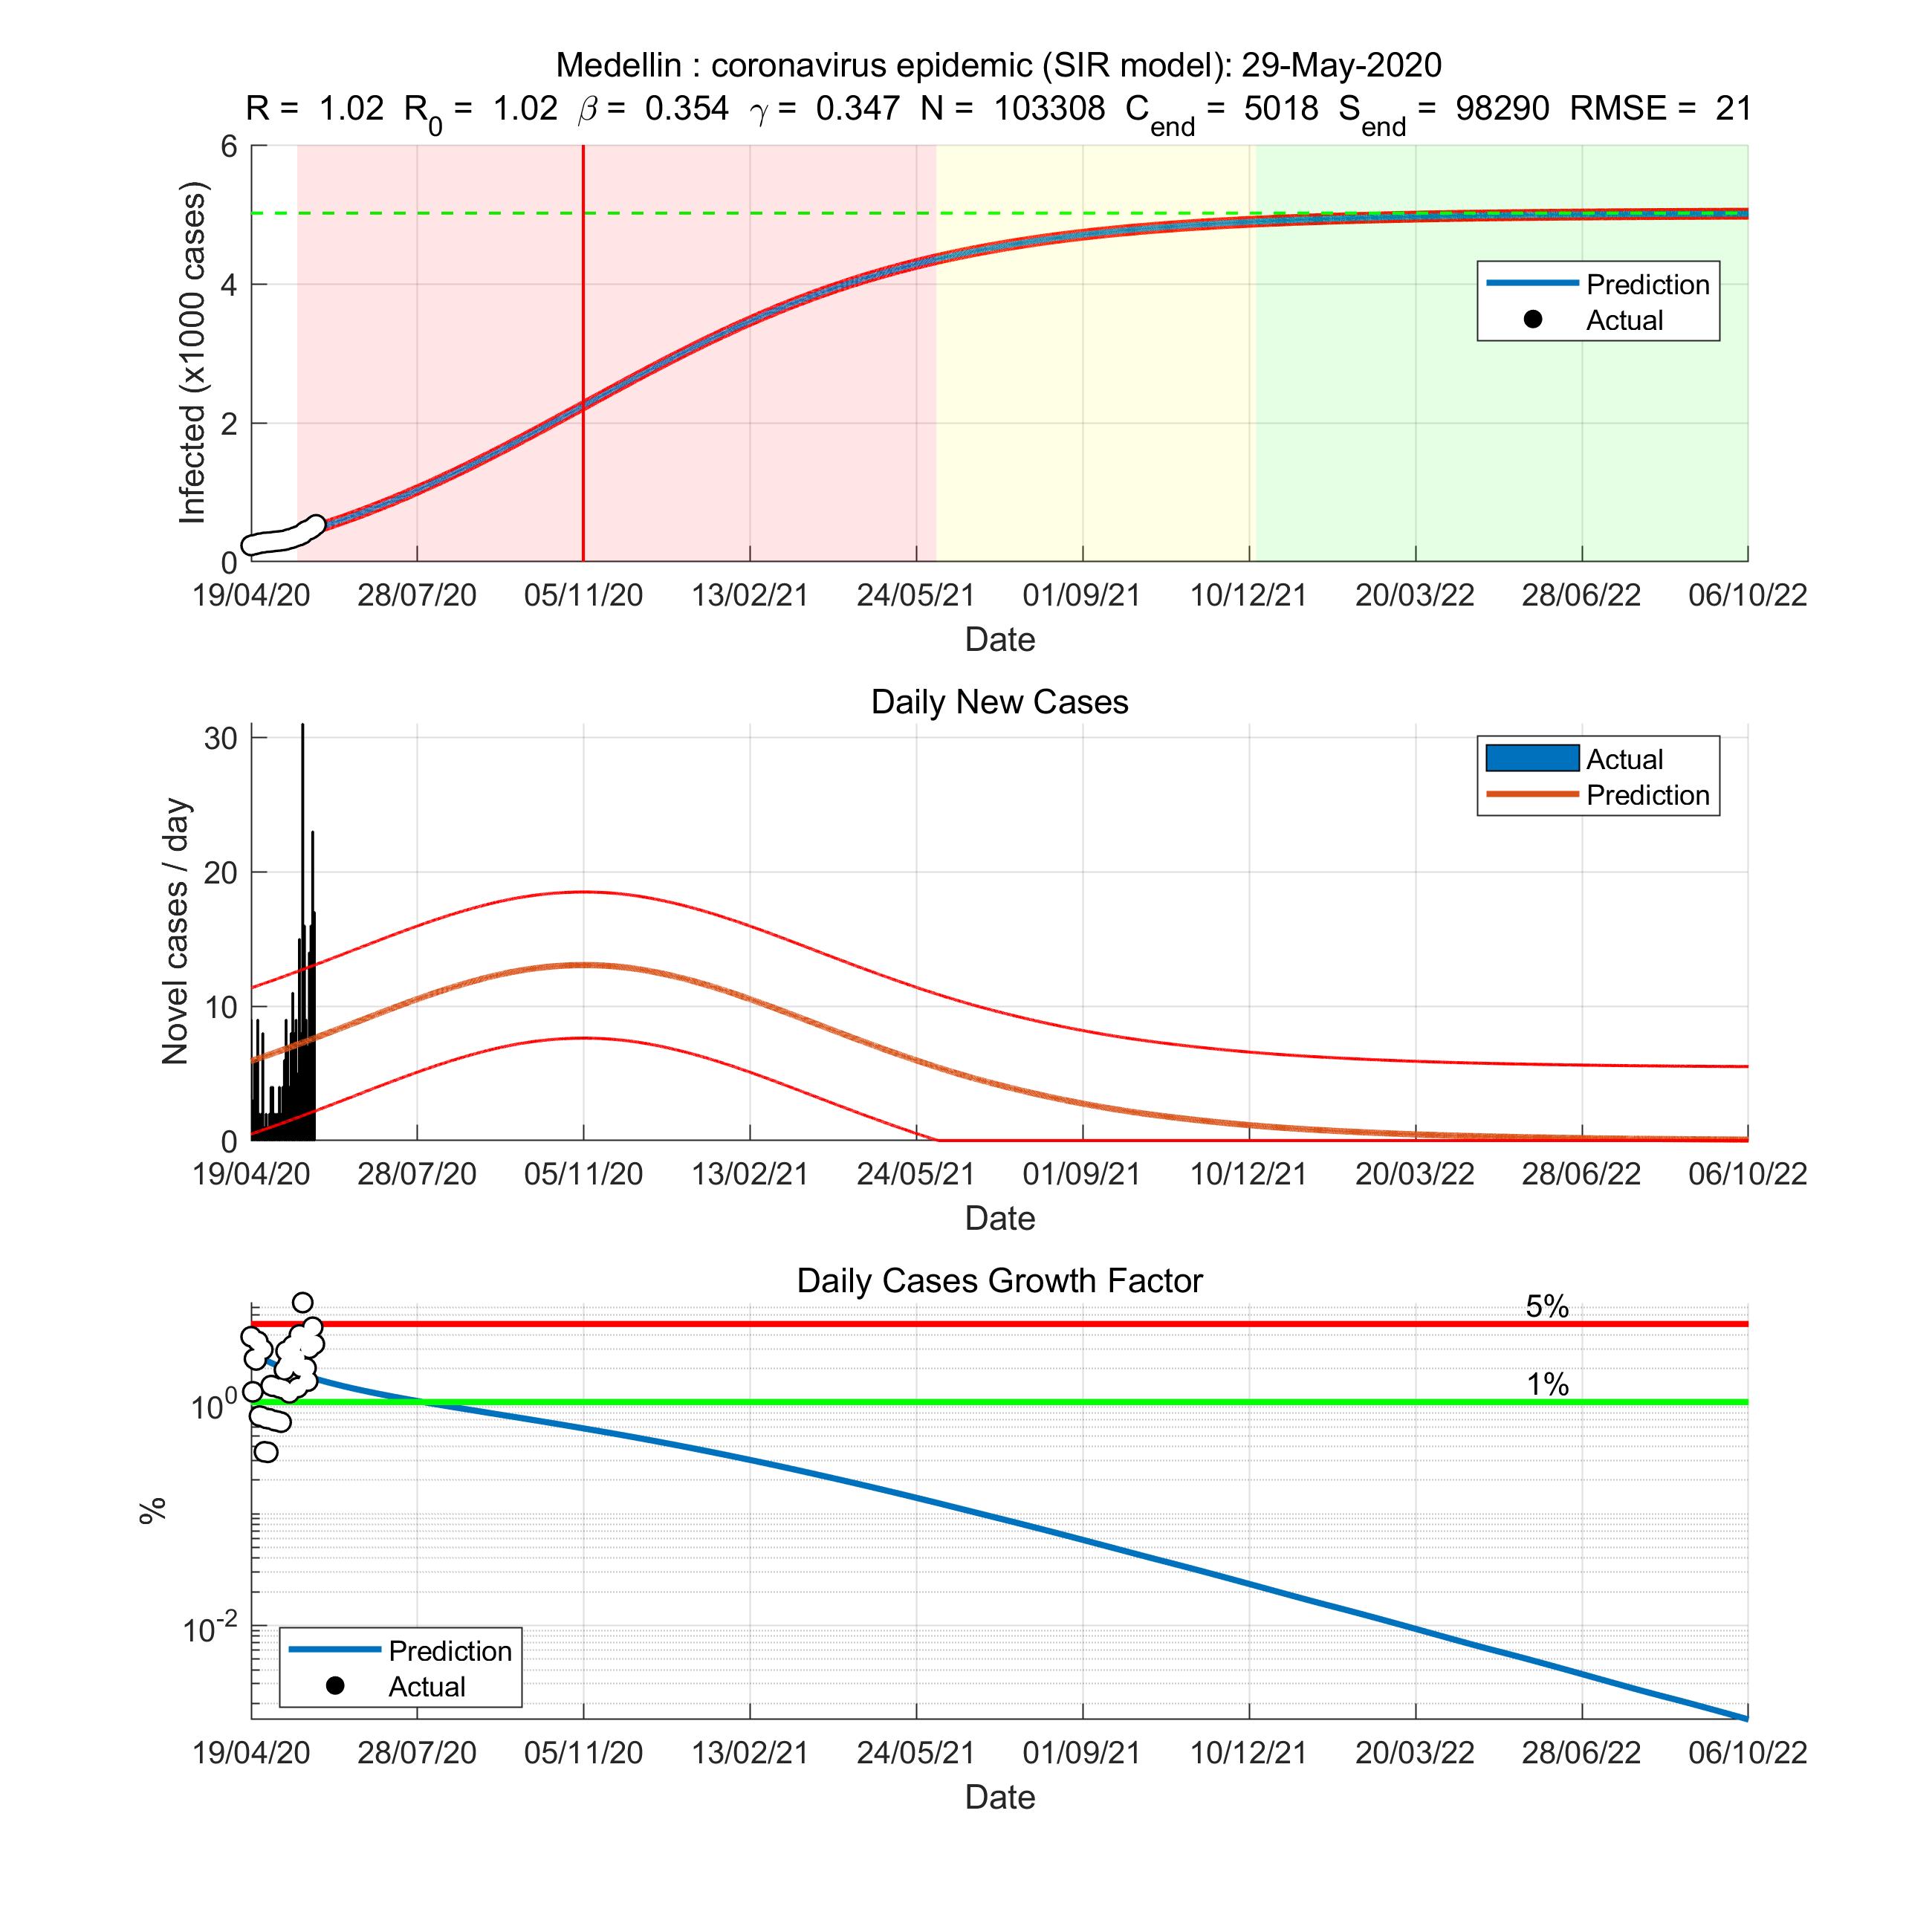 Medellin : coronavirus epidemic (SIR model): 29-May-2020
R = 1.02 R0 = 1.02 β = 0.354 γ = 0.347 N = 103308 Cend = 5018 Send = 98290 RMSE = 21
6
4
2
0
Infected (x1000 cases)
Prediction
Actual
19/04/20 28/07/20 05/11/20 13/02/21 24/05/21 01/09/21 10/12/21 20/03/22 28/06/22 06/10/22
Date
Daily New Cases
30
20
10
0
Novel cases / day
Actual
Prediction
19/04/20 28/07/20 05/11/20 13/02/21 24/05/21 01/09/21 10/12/21 20/03/22 28/06/22 06/10/22
Date
Daily Cases Growth Factor
5%
1%
10^0
10^-2
%
Prediction
Actual
19/04/20 28/07/20 05/11/20 13/02/21 24/05/21 01/09/21 10/12/21 20/03/22 28/06/22 06/10/22
Date